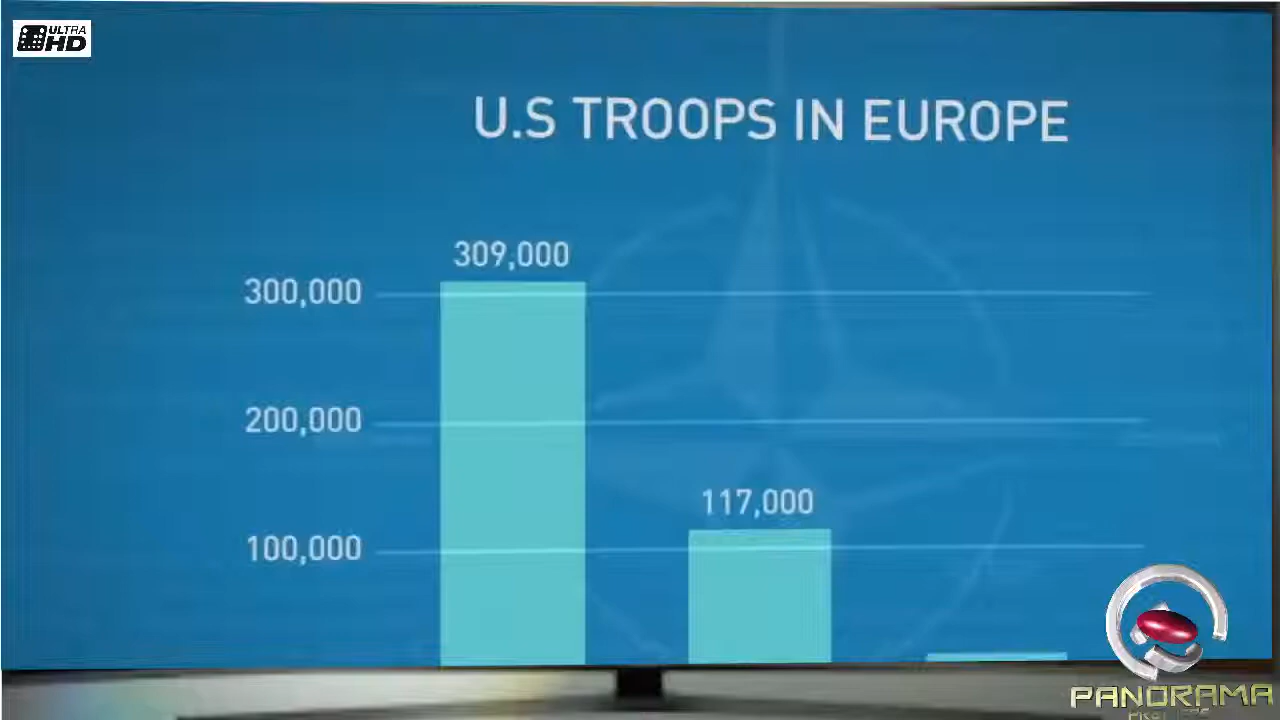 ULTRA
HD
U.S TROOPS IN EUROPE
309,000
300,000
200,000
117,000
100,000
PANORAMA